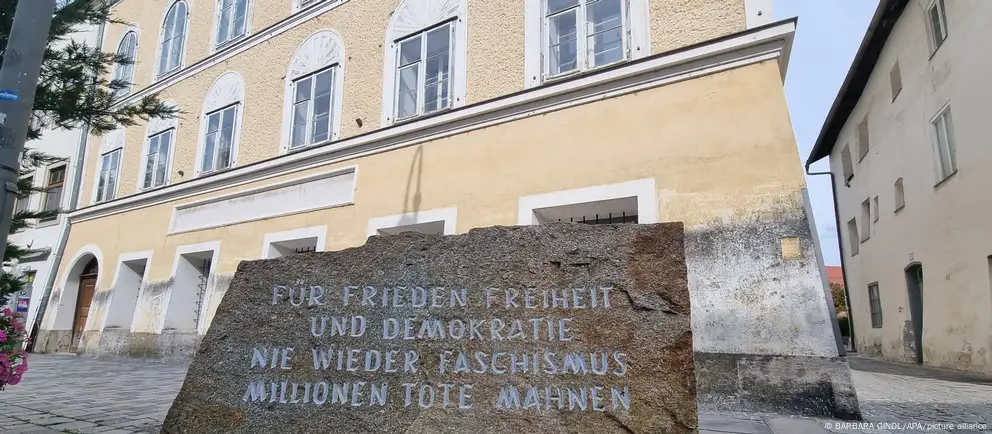 FÜR FRIEDEN FREIHEIT
UND DEMOKRATIE
NIE WIEDER FASCHISMUS
MILLIONEN TOTE MAHNEN
© BARBARA GINDL/APA/picture alliance